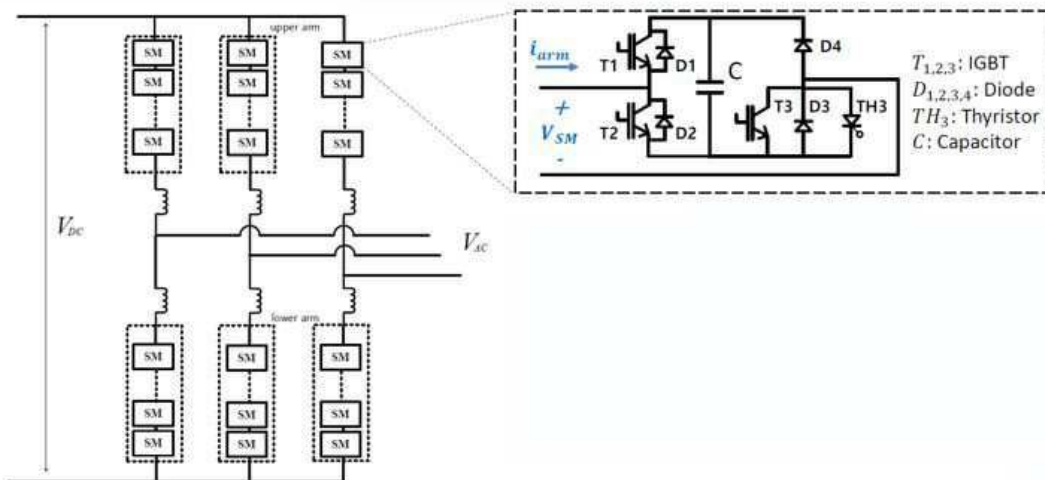 upper arm
SM SM SM
SM SM SM
SM SM SM
V_DC
V_AC
lower arm
SM SM SM
SM SM SM
SM SM SM
i_arm
T1 D1
C
D4
+
V_SM
-
T2 D2
T3 D3 TH3
T_1,2,3: IGBT
D_1,2,3,4: Diode
TH_3: Thyristor
C: Capacitor